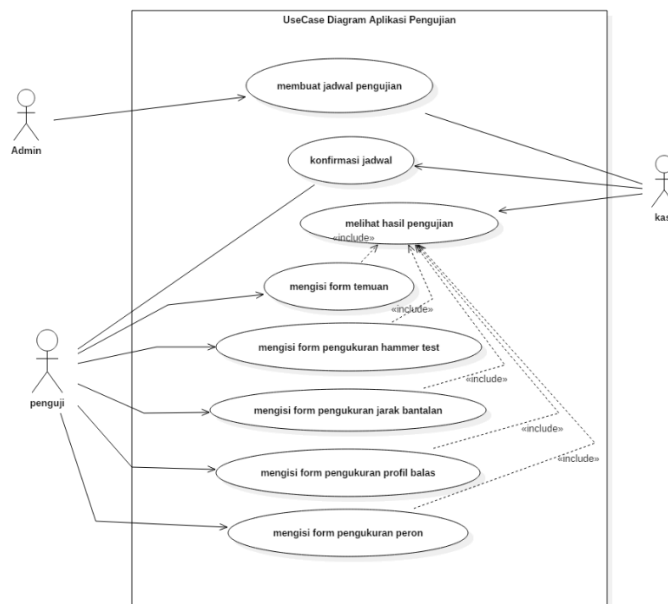 UseCase Diagram Aplikasi Pengujian
membuat jadwal pengujian
Admin
konfirmasi jadwal
melihat hasil pengujian
kas
«include»
mengisi form temuan
«include»
mengisi form pengukuran hammer test
«include»
penguji
mengisi form pengukuran jarak bantalan
«include»
«include»
mengisi form pengukuran profil balas
mengisi form pengukuran peron